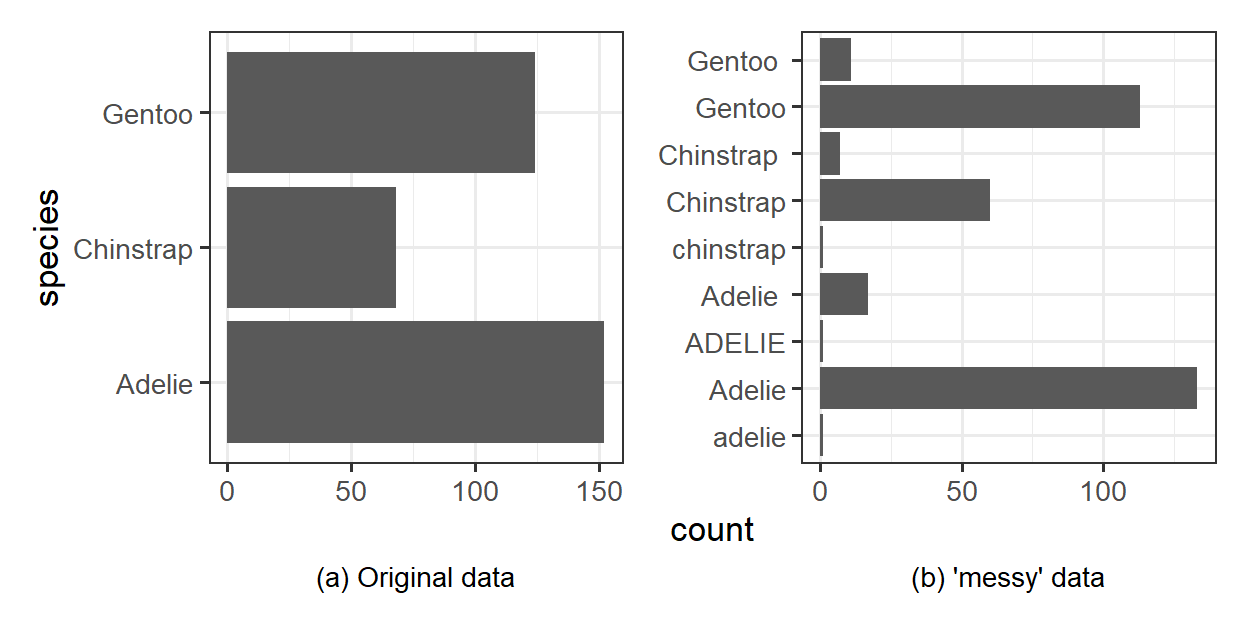 species
Gentoo
Chinstrap
Adelie
0 50 100 150
(a) Original data
Gentoo
Gentoo
Chinstrap
Chinstrap
chinstrap
Adelie
ADELIE
Adelie
adelie
0 50 100
count
(b) 'messy' data